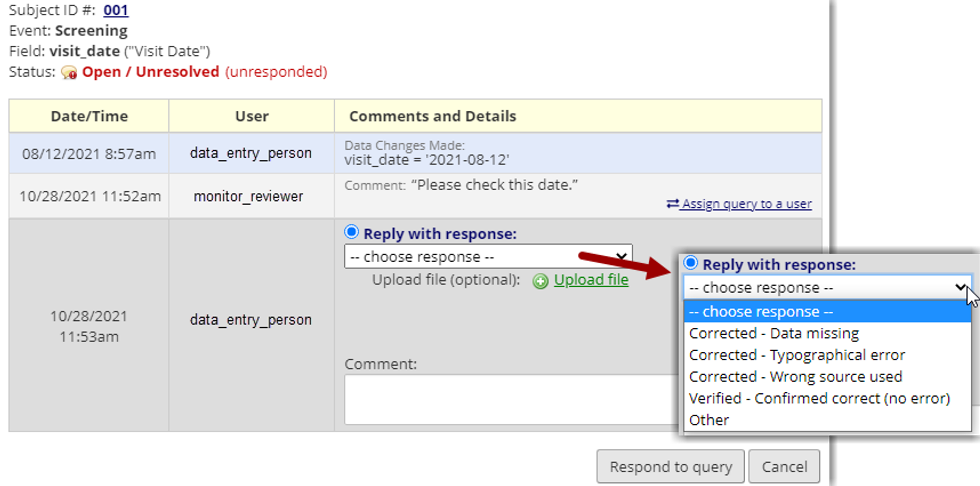 Subject ID #: 001
Event: Screening
Field: visit_date ("Visit Date")
Status: Open / Unresolved (unresponded)
Date/Time User Comments and Details
08/12/2021 8:57am data_entry_person Data Changes Made:
visit_date = '2021-08-12'
10/28/2021 11:52am monitor_reviewer Comment: “Please check this date.”
Assign query to a user
Reply with response:
-- choose response --
Upload file (optional): Upload file
10/28/2021
11:53am
data_entry_person
Comment:
Reply with response:
-- choose response --
-- choose response --
Corrected - Data missing
Corrected - Typographical error
Corrected - Wrong source used
Verified - Confirmed correct (no error)
Other
Respond to query Cancel